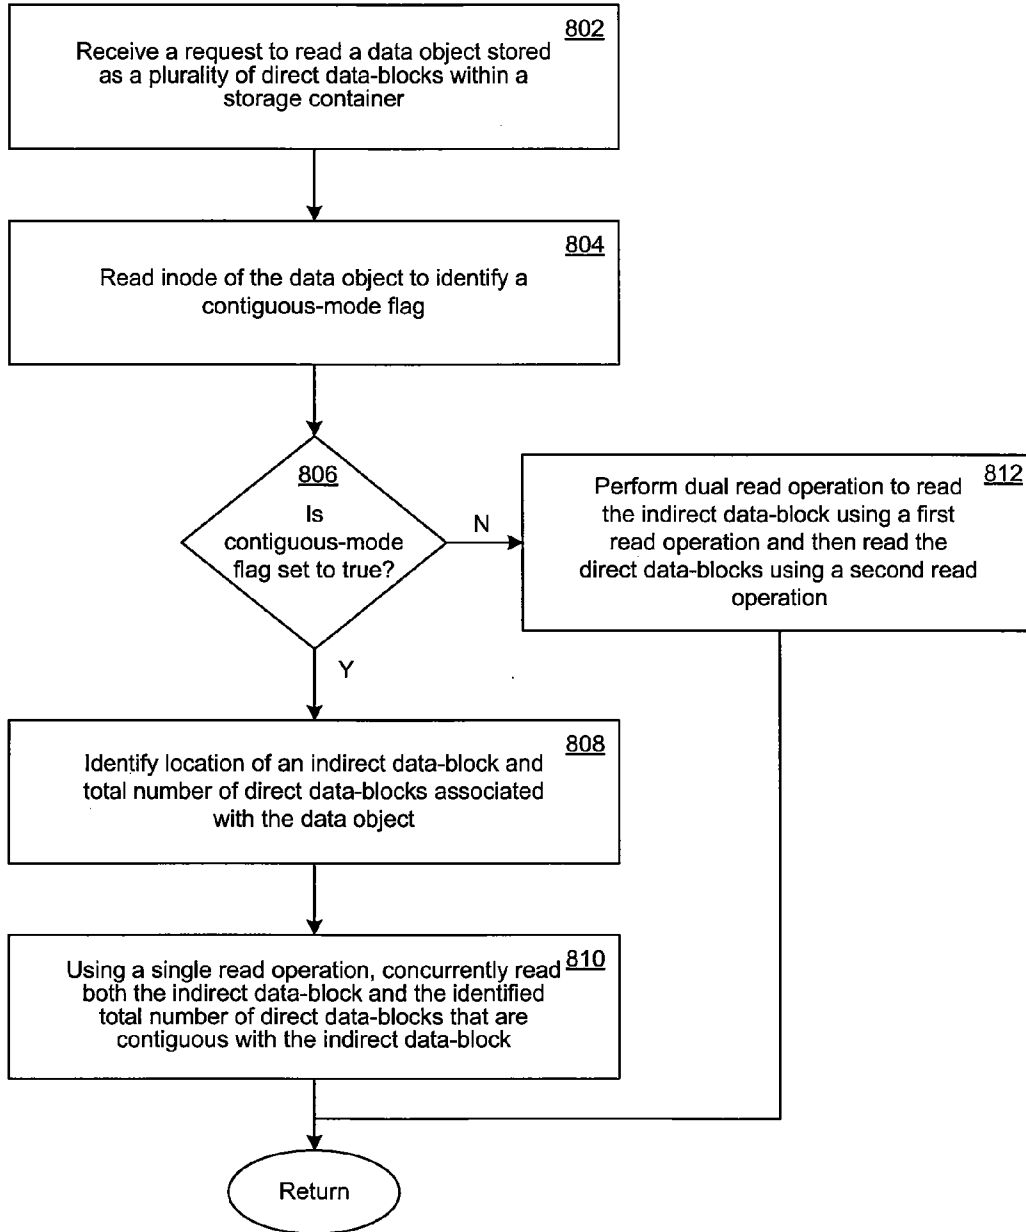 802
Receive a request to read a data object stored
as a plurality of direct data-blocks within a
storage container
804
Read inode of the data object to identify a
contiguous-mode flag
806
Is
contiguous-mode
flag set to true?
N
812
Perform dual read operation to read
the indirect data-block using a first
read operation and then read the
direct data-blocks using a second read
operation
Y
808
Identify location of an indirect data-block and
total number of direct data-blocks associated
with the data object
810
Using a single read operation, concurrently read
both the indirect data-block and the identified
total number of direct data-blocks that are
contiguous with the indirect data-block
Return